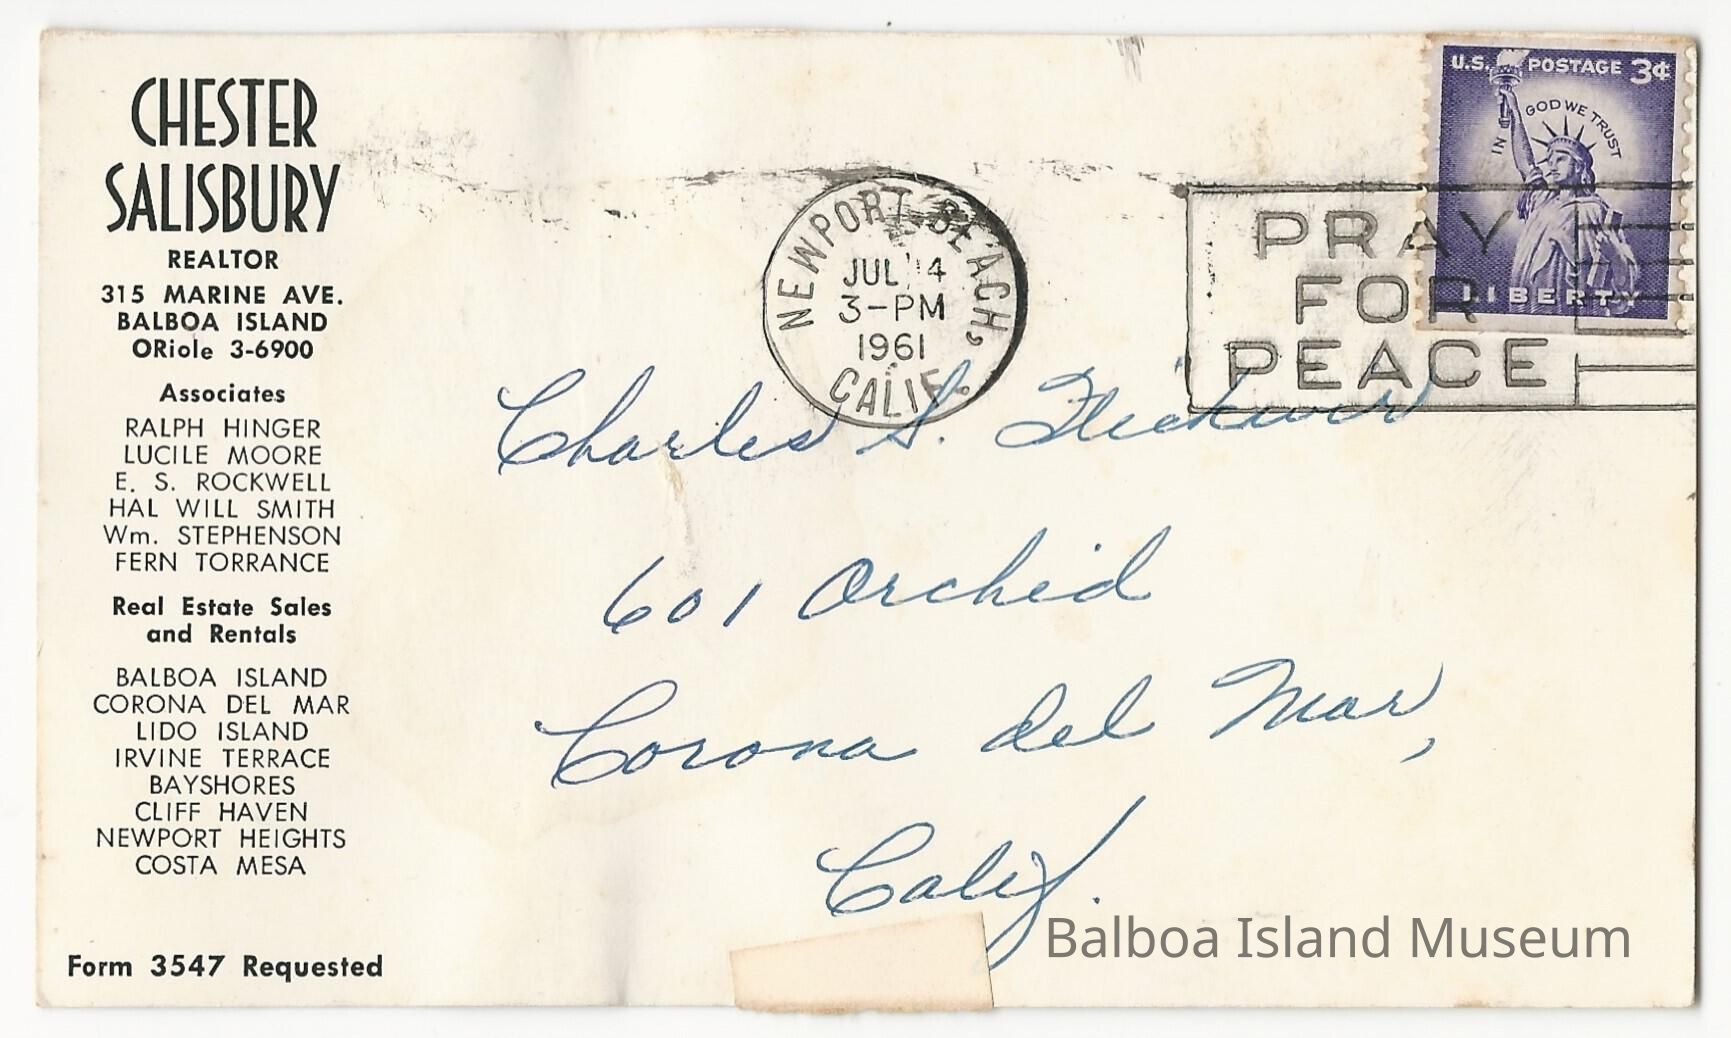 CHESTER
SALISBURY
REALTOR
315 MARINE AVE.
BALBOA ISLAND
ORiole 3-6900
Associates
RALPH HINGER
LUCILE MOORE
E. S. ROCKWELL
HAL WILL SMITH
Wm. STEPHENSON
FERN TORRANCE
Real Estate Sales
and Rentals
BALBOA ISLAND
CORONA DEL MAR
LIDO ISLAND
IRVINE TERRACE
BAYSHORES
CLIFF HAVEN
NEWPORT HEIGHTS
COSTA MESA
Form 3547 Requested
NEWPORT BEACH,
JUL 14
3-PM
1961
CALIF.
PRAY
FOR
PEACE
U.S. POSTAGE 3¢
IN GOD WE TRUST
LIBERTY
Charles S.
601 Orchid
Corona del Mar,
Calif.
Balboa Island Museum